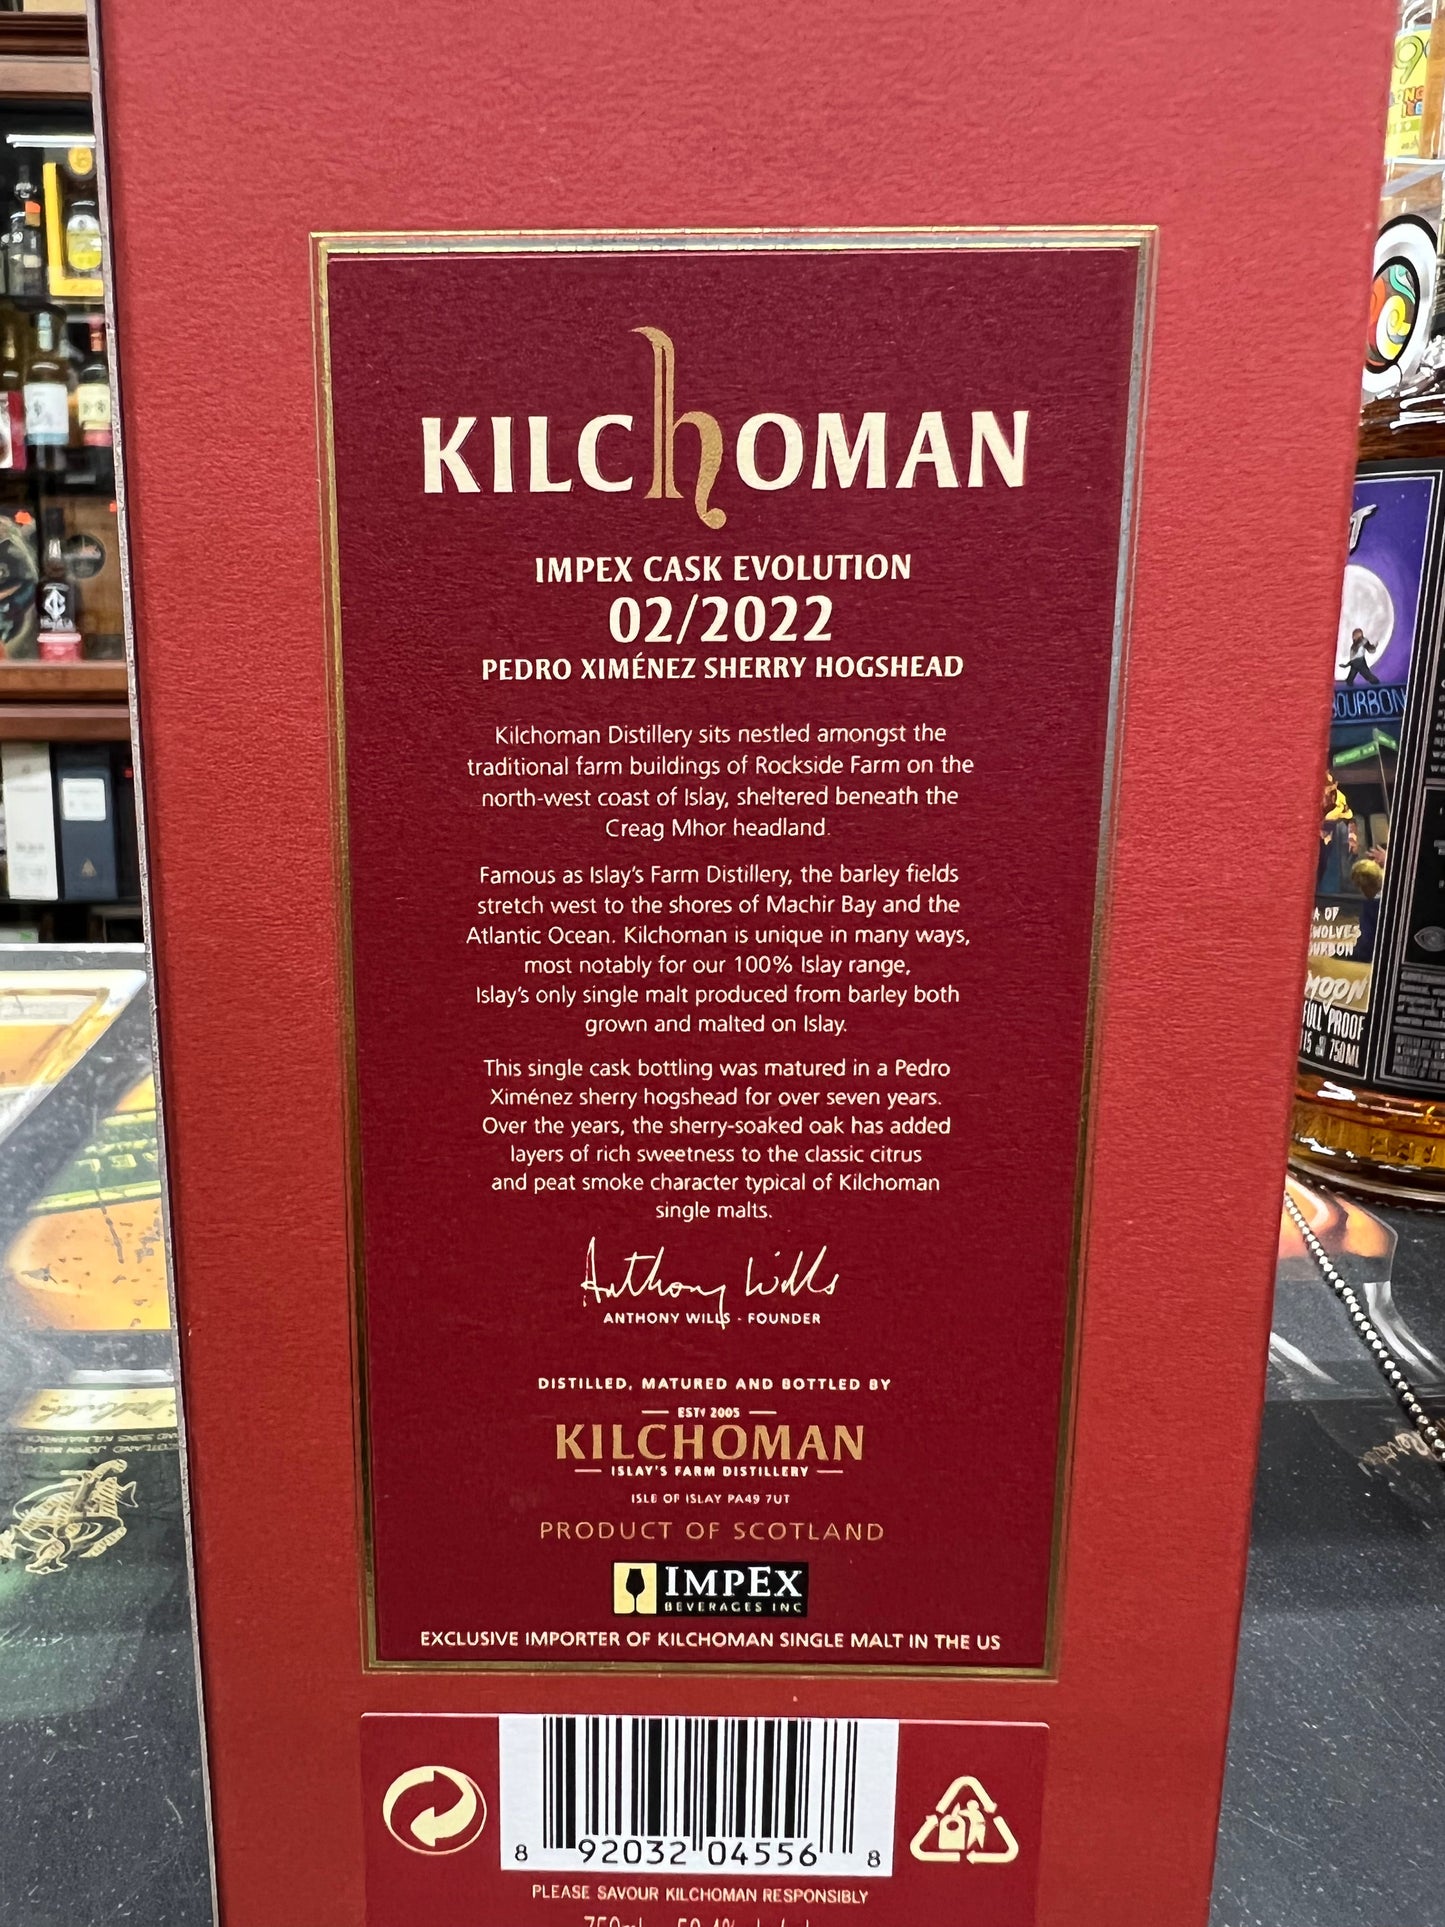 KILCHOMAN
IMPEX CASK EVOLUTION
02/2022
PEDRO XIMÉNEZ SHERRY HOGSHEAD
Kilchoman Distillery sits nestled amongst the
traditional farm buildings of Rockside Farm on the
north-west coast of Islay, sheltered beneath the
Creag Mhor headland.
Famous as Islay's Farm Distillery, the barley fields
stretch west to the shores of Machir Bay and the
Atlantic Ocean. Kilchoman is unique in many ways,
most notably for our 100% Islay range,
Islay's only single malt produced from barley both
grown and malted on Islay.
This single cask bottling was matured in a Pedro
Ximénez sherry hogshead for over seven years.
Over the years, the sherry-soaked oak has added
layers of rich sweetness to the classic citrus
and peat smoke character typical of Kilchoman
single malts.
Anthony Wills
ANTHONY WILLS - FOUNDER
DISTILLED, MATURED AND BOTTLED BY
ESTD 2005
KILCHOMAN
ISLAY'S FARM DISTILLERY
ISLE OF ISLAY PA49 7UT
PRODUCT OF SCOTLAND
IMPEX
BEVERAGES INC
EXCLUSIVE IMPORTER OF KILCHOMAN SINGLE MALT IN THE US
8 92032 04556 8
PLEASE SAVOUR KILCHOMAN RESPONSIBLY
BOURBON
MOON
FULL PROOF
750ML